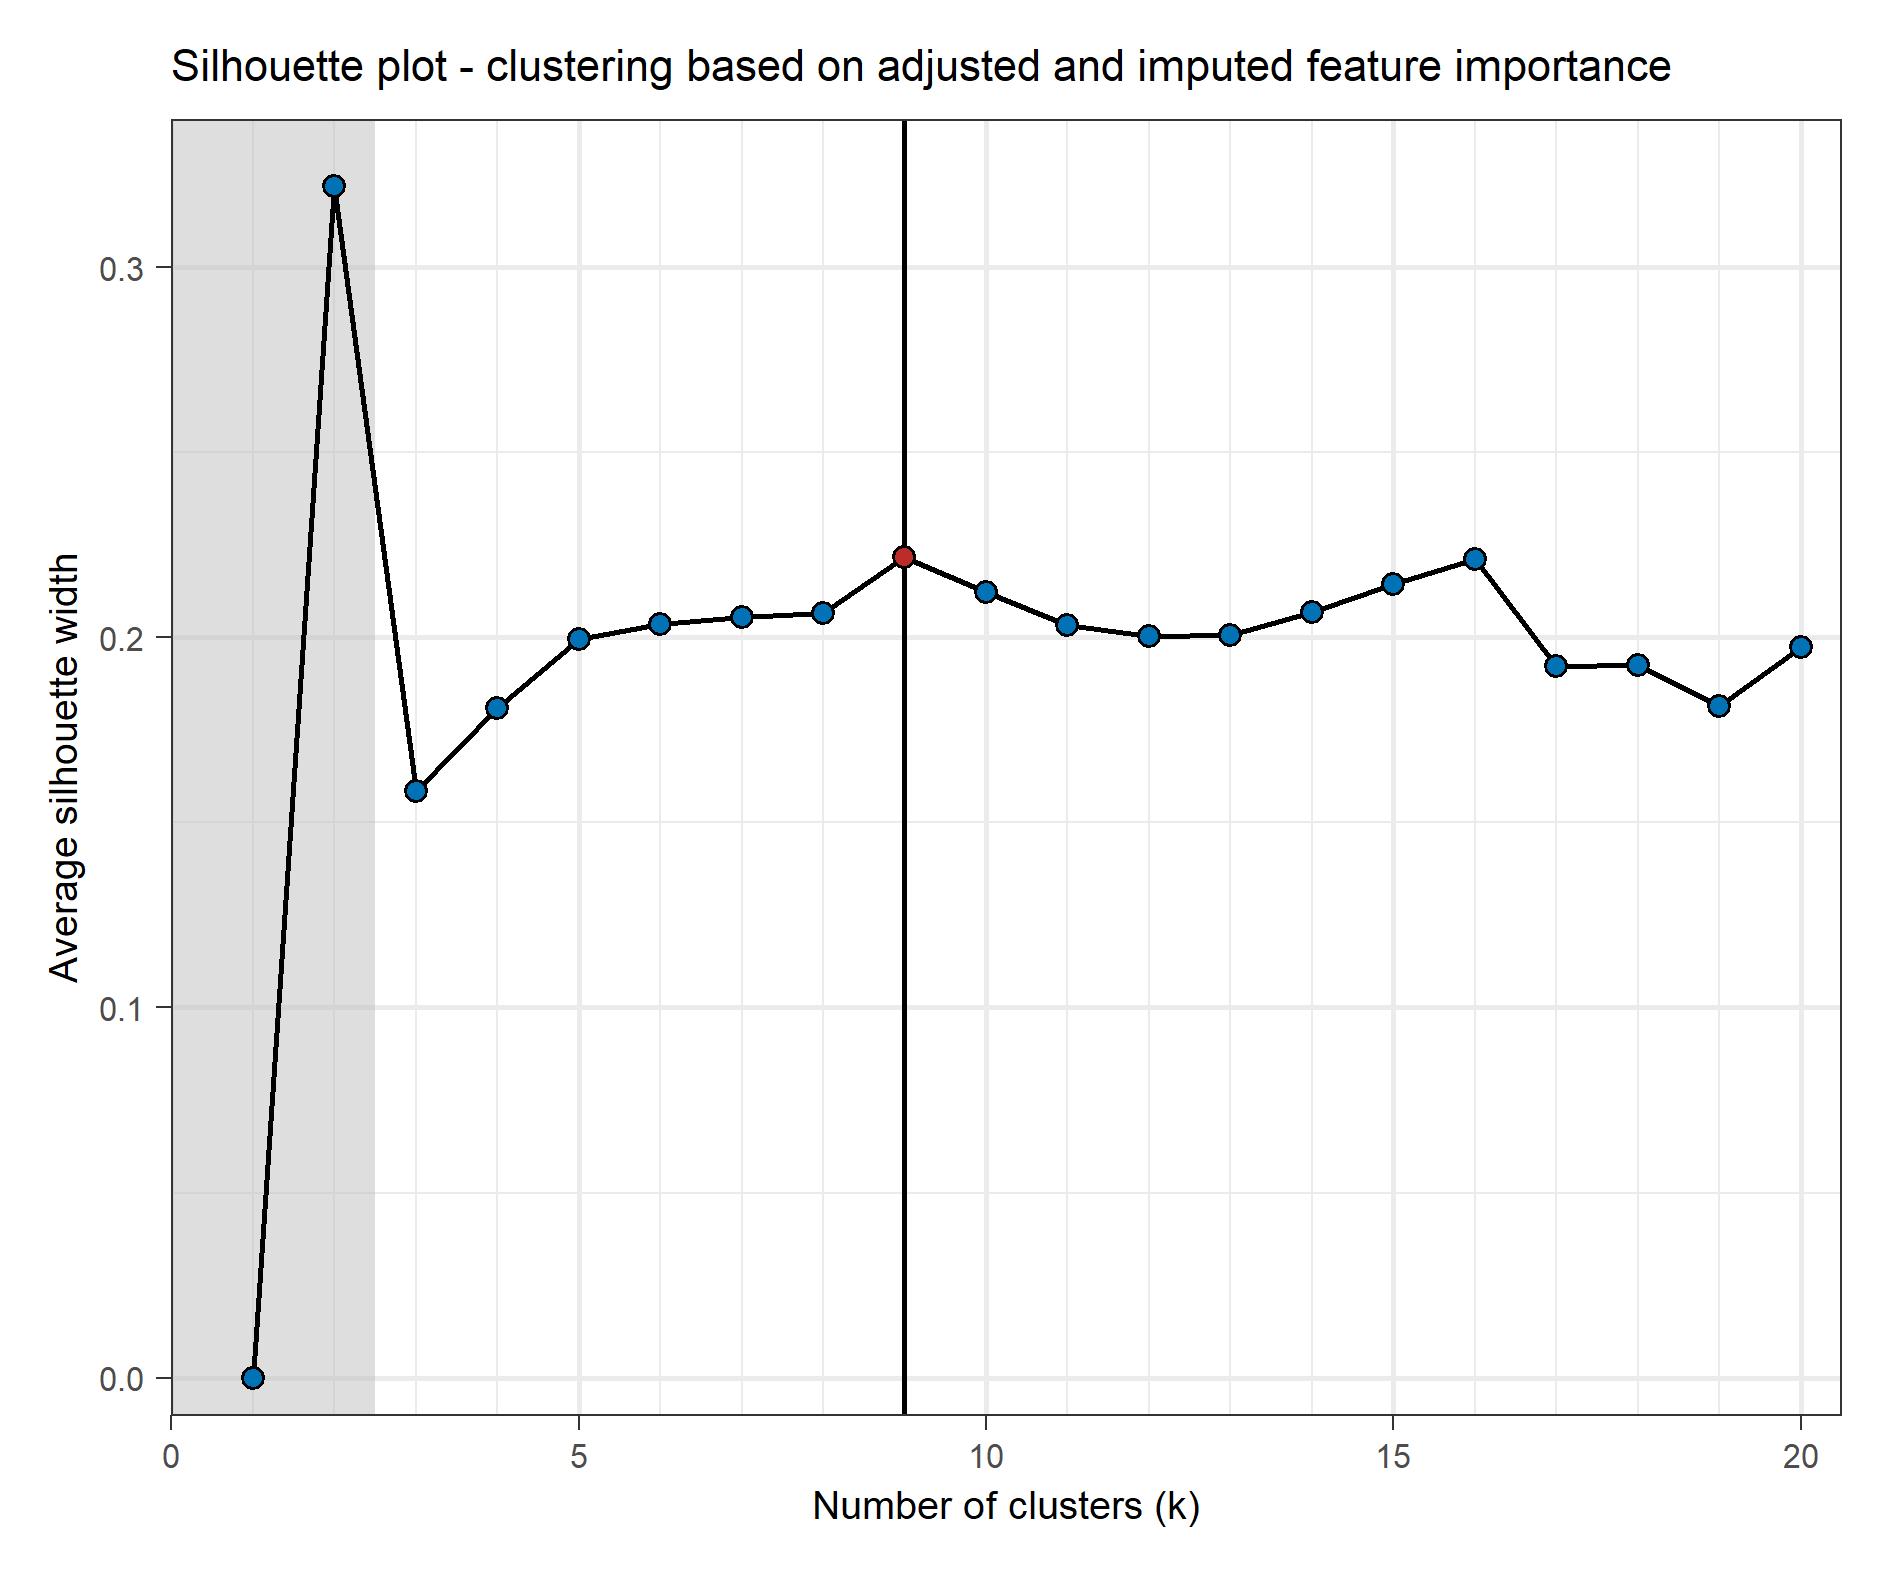 Silhouette plot - clustering based on adjusted and imputed feature importance
Average silhouette width
0.3
0.2
0.1
0.0
0 5 10 15 20
Number of clusters (k)